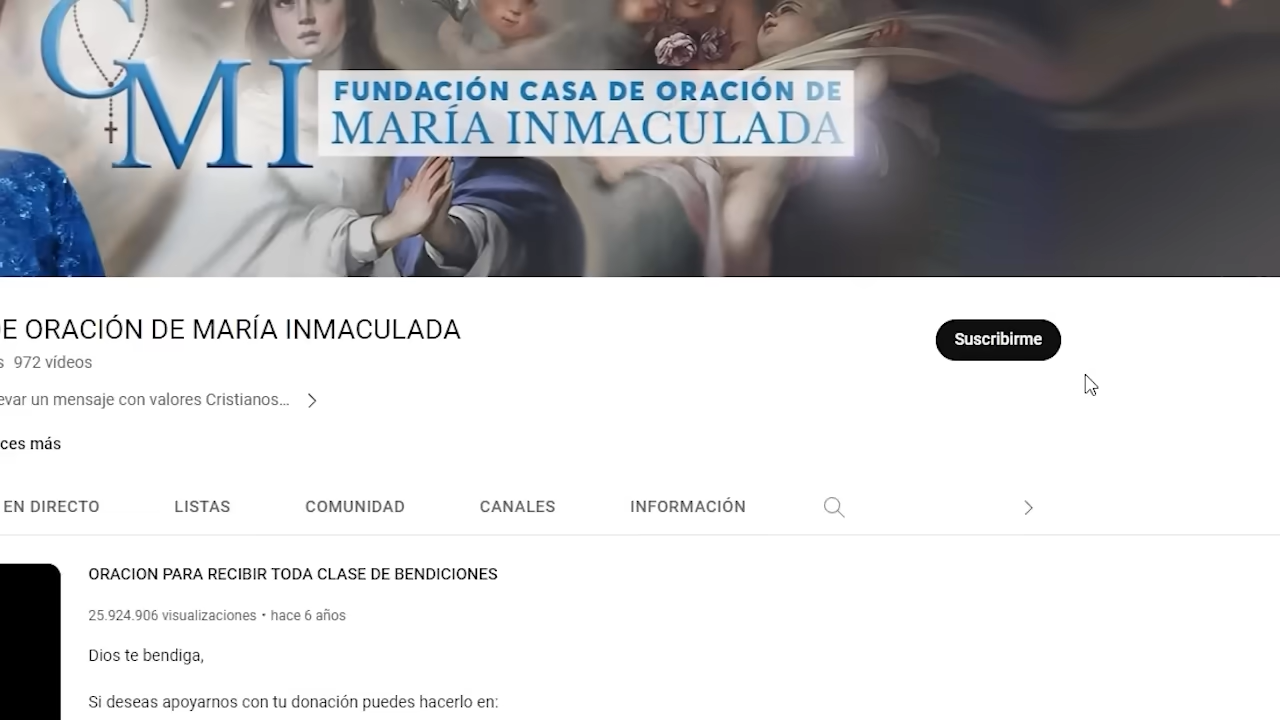 CMI
FUNDACIÓN CASA DE ORACIÓN DE
MARÍA INMACULADA
DE ORACIÓN DE MARÍA INMACULADA
972 vídeos
Suscribirme
un mensaje con valores Cristianos...
más
EN DIRECTO LISTAS COMUNIDAD CANALES INFORMACIÓN
ORACION PARA RECIBIR TODA CLASE DE BENDICIONES
25.924.906 visualizaciones • hace 6 años
Dios te bendiga,
Si deseas apoyarnos con tu donación puedes hacerlo en: